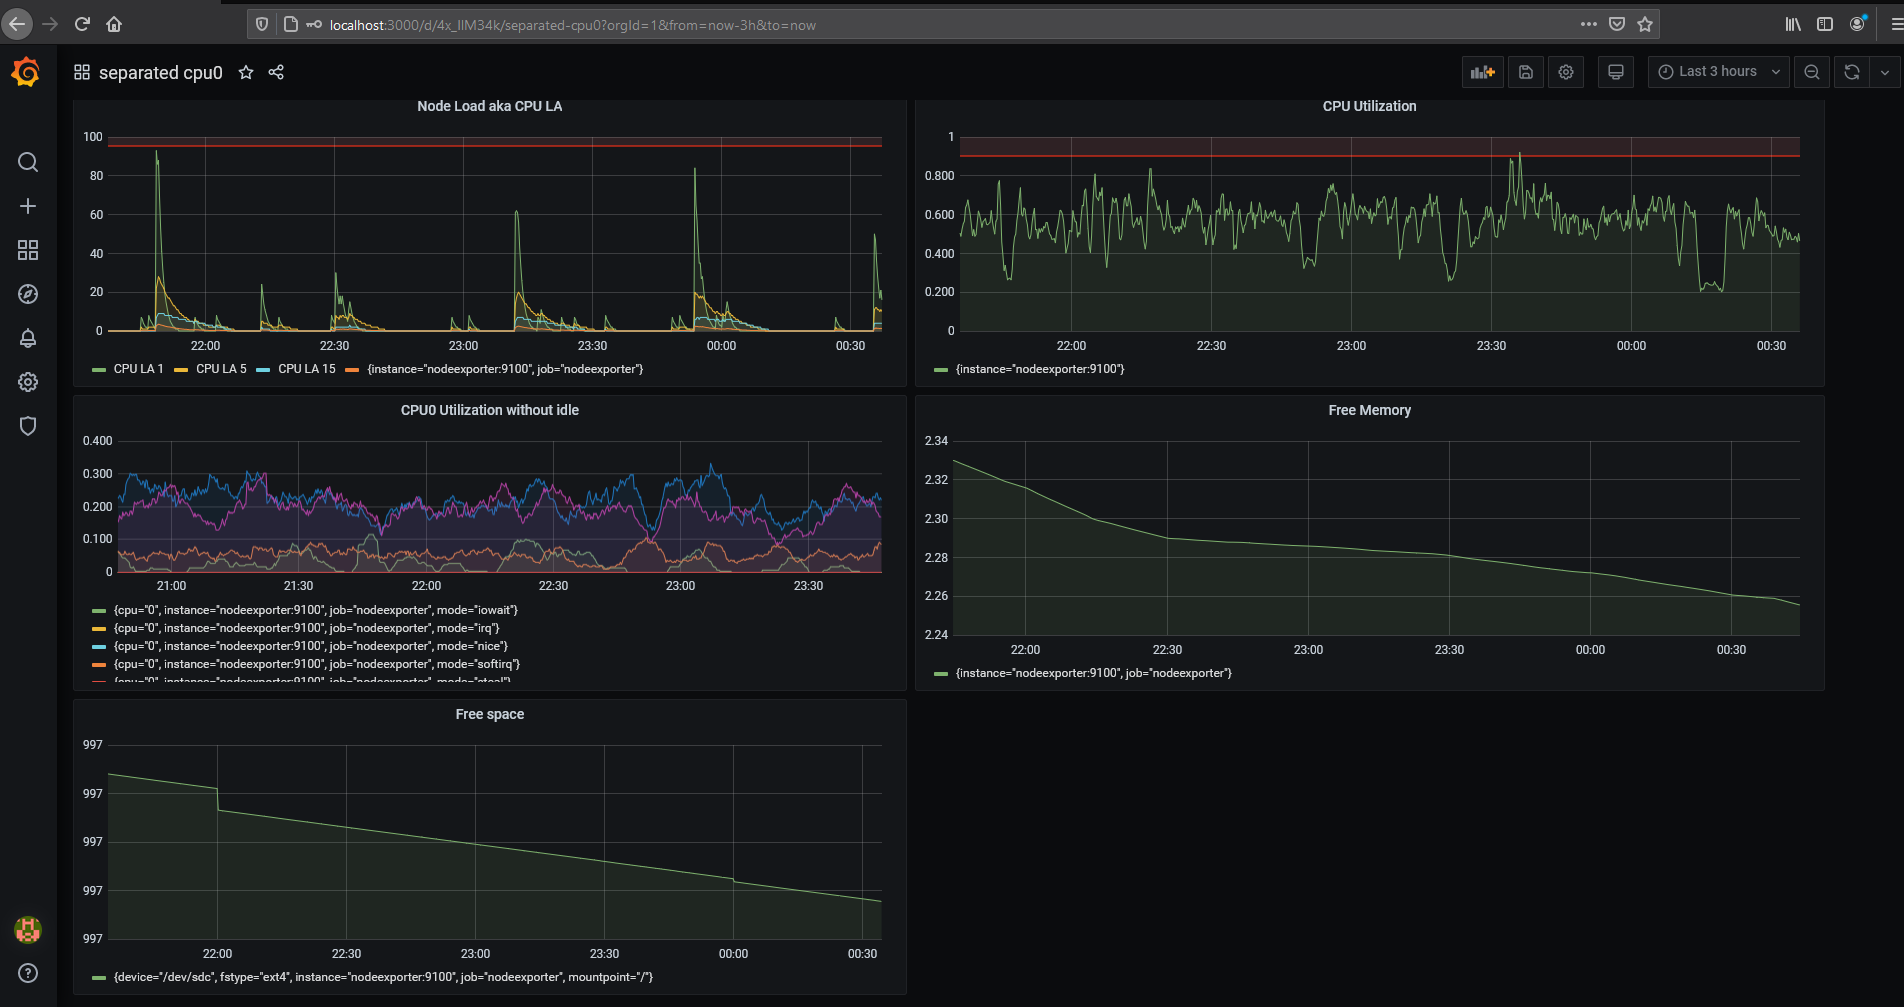 localhost:3000/d/4x_IlM34k/separated-cpu0?orgId=1&from=now-3h&to=now
separated cpu0
Last 3 hours
Node Load aka CPU LA
100
80
60
40
20
0
22:00 22:30 23:00 23:30 00:00 00:30
CPU LA 1 CPU LA 5 CPU LA 15 {instance="nodeexporter:9100", job="nodeexporter"}
CPU Utilization
1
0.800
0.600
0.400
0.200
0
22:00 22:30 23:00 23:30 00:00 00:30
{instance="nodeexporter:9100"}
CPU0 Utilization without idle
0.400
0.300
0.200
0.100
0
21:00 21:30 22:00 22:30 23:00 23:30
{cpu="0", instance="nodeexporter:9100", job="nodeexporter", mode="iowait"}
{cpu="0", instance="nodeexporter:9100", job="nodeexporter", mode="irq"}
{cpu="0", instance="nodeexporter:9100", job="nodeexporter", mode="nice"}
{cpu="0", instance="nodeexporter:9100", job="nodeexporter", mode="softirq"}
{cpu="0", instance="nodeexporter:9100", job="nodeexporter", mode="steal"}
Free Memory
2.34
2.32
2.30
2.28
2.26
2.24
22:00 22:30 23:00 23:30 00:00 00:30
{instance="nodeexporter:9100", job="nodeexporter"}
Free space
997
997
997
997
997
22:00 22:30 23:00 23:30 00:00 00:30
{device="/dev/sdc", fstype="ext4", instance="nodeexporter:9100", job="nodeexporter", mountpoint="/"}